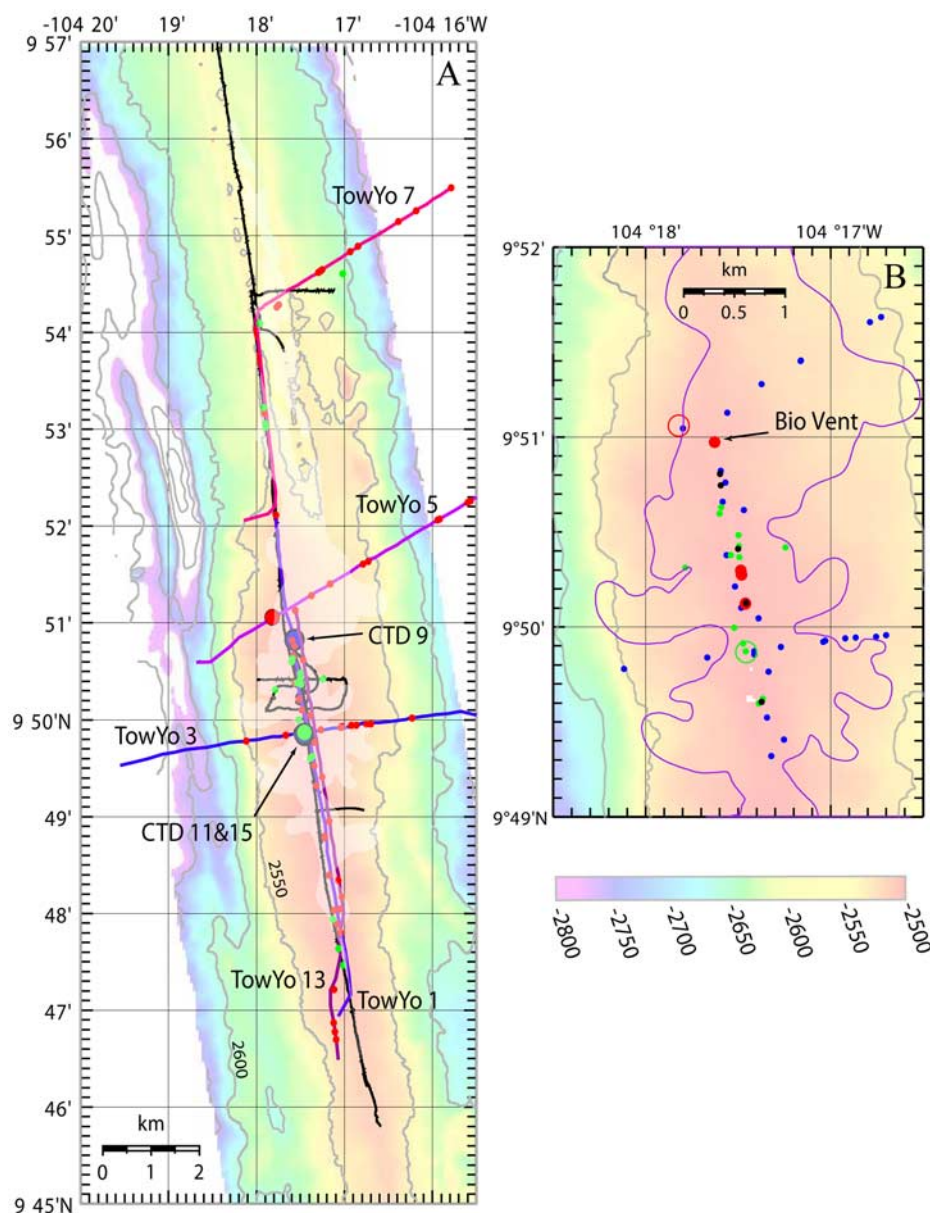 -104 20' 19' 18' 17' -104 16'W
9 57'
A
56'
TowYo 7
55'
54'
53'
52'
TowYo 5
51'
CTD 9
9 50'
TowYo 3
49'
CTD 11&15
2550
48'
TowYo 13
47'
TowYo 1
2600
46'
km
0 1 2
9 45'N
104 18' 104 17'W
9°52'
B
km
0 0.5 1
Bio Vent
9°51'
9°50'
9°49'N
-2800 -2750 -2700 -2650 -2600 -2550 -2500